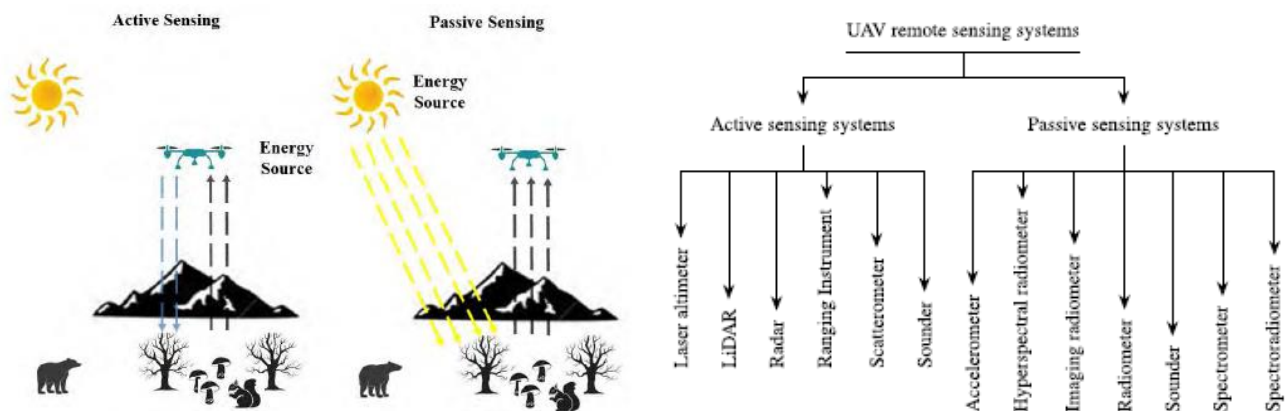 Active Sensing
Energy
Source
Passive Sensing
Energy
Source
UAV remote sensing systems
Active sensing systems
Passive sensing systems
Laser altimeter
LiDAR
Radar
Ranging Instrument
Scatterometer
Sounder
Accelerometer
Hyperspectral radiometer
Imaging radiometer
Radiometer
Sounder
Spectrometer
Spectroradiometer